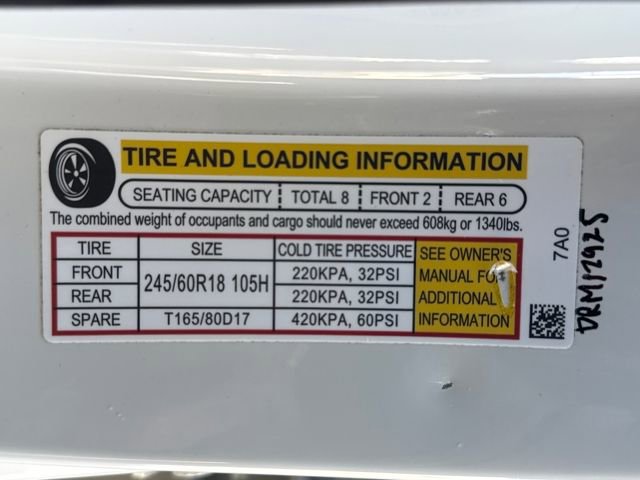 TIRE AND LOADING INFORMATION
SEATING CAPACITY TOTAL 8 FRONT 2 REAR 6
The combined weight of occupants and cargo should never exceed 608kg or 1340lbs.
TIRE SIZE COLD TIRE PRESSURE SEE OWNER'S
FRONT 245/60R18 105H 220KPA, 32PSI MANUAL FOR
REAR 220KPA, 32PSI ADDITIONAL
SPARE T165/80D17 420KPA, 60PSI INFORMATION
7A0